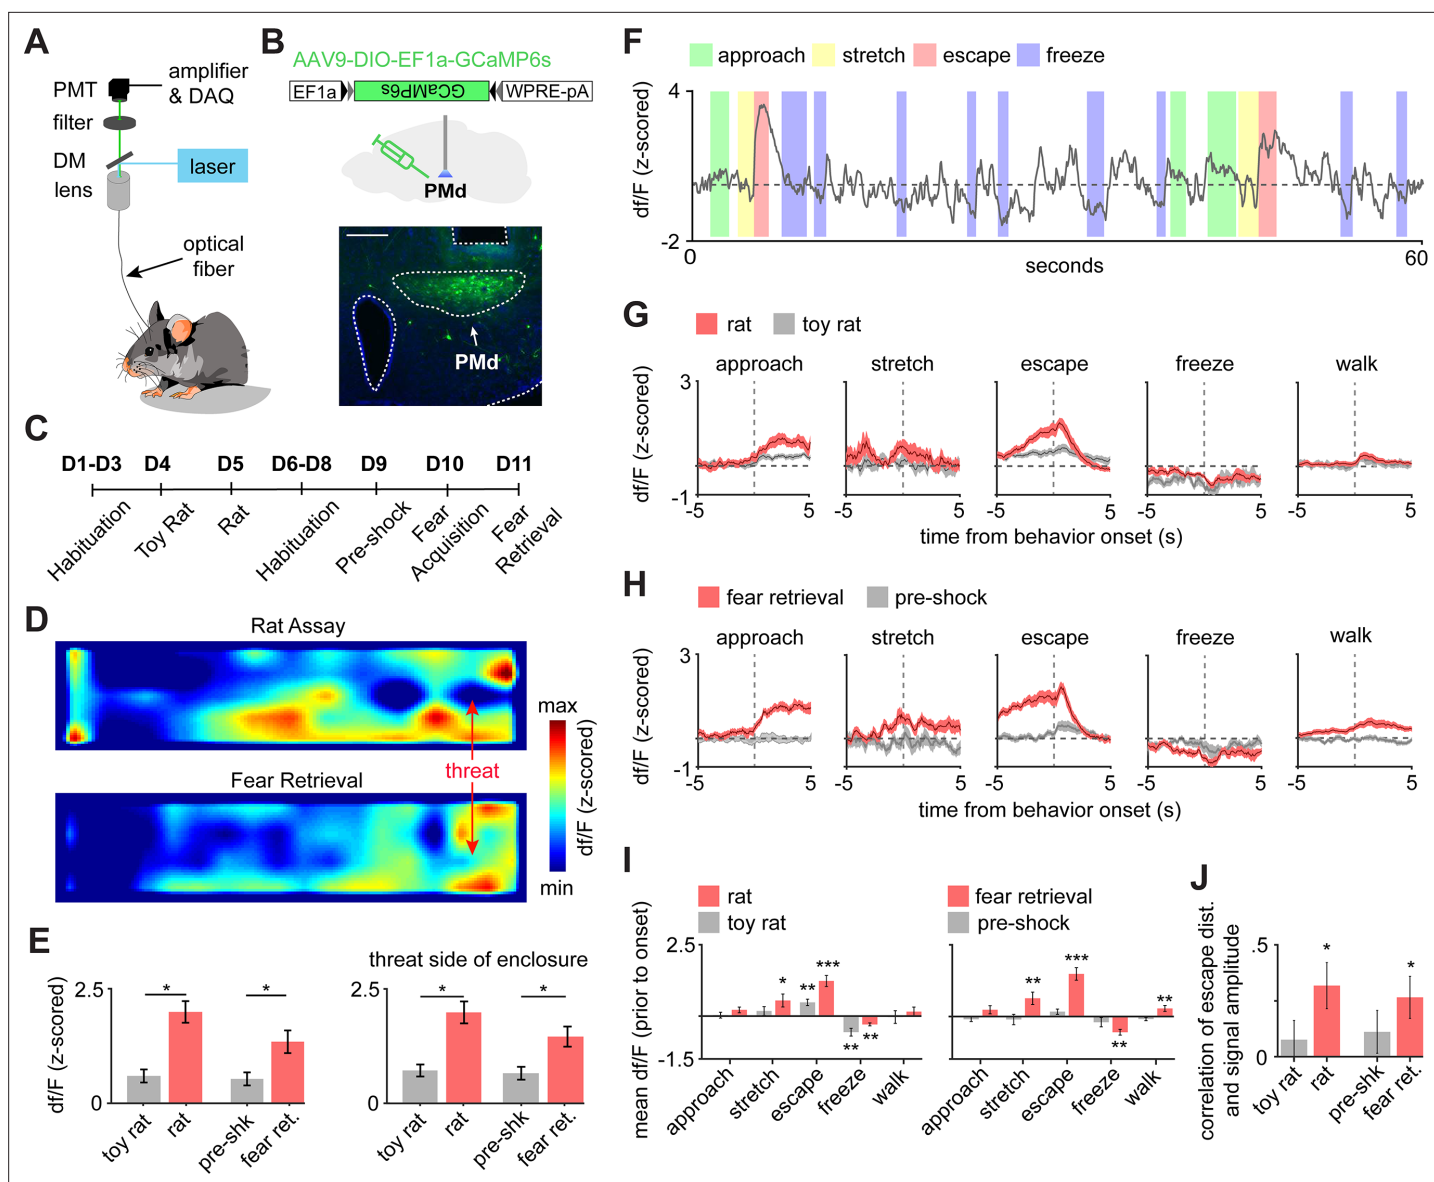 A
PMT
amplifier
& DAQ
filter
DM
lens
laser
optical
fiber
B
AAV9-DIO-EF1a-GCaMP6s
EF1a
GCaMP6s
WPRE-pA
PMd
PMd
C
D1-D3 D4 D5 D6-D8 D9 D10 D11
Habituation
Toy Rat
Rat
Habituation
Pre-shock
Fear
Acquisition
Fear
Retrieval
D
Rat Assay
threat
Fear Retrieval
max
df/F (z-scored)
min
E
df/F (z-scored)
2.5
0
toy rat
rat
pre-shk
fear ret.
* *
threat side of enclosure
2.5
0
* *
toy rat
rat
pre-shk
fear ret.
F
approach stretch escape freeze
df/F (z-scored)
4
-2
0
seconds
60
G
rat toy rat
approach stretch escape freeze walk
df/F (z-scored)
3
-1
-5 5 -5 5 -5 5 -5 5 -5 5
time from behavior onset (s)
H
fear retrieval pre-shock
approach stretch escape freeze walk
df/F (z-scored)
3
-1
-5 5 -5 5 -5 5 -5 5 -5 5
time from behavior onset (s)
I
rat
toy rat
mean df/F (prior to onset)
2.5
-1.5
* ** *** ** **
approach
stretch
escape
freeze
walk
fear retrieval
pre-shock
** *** ** **
approach
stretch
escape
freeze
walk
J
correlation of escape dist.
and signal amplitude
.5
0
* *
toy rat
rat
pre-shk
fear ret.